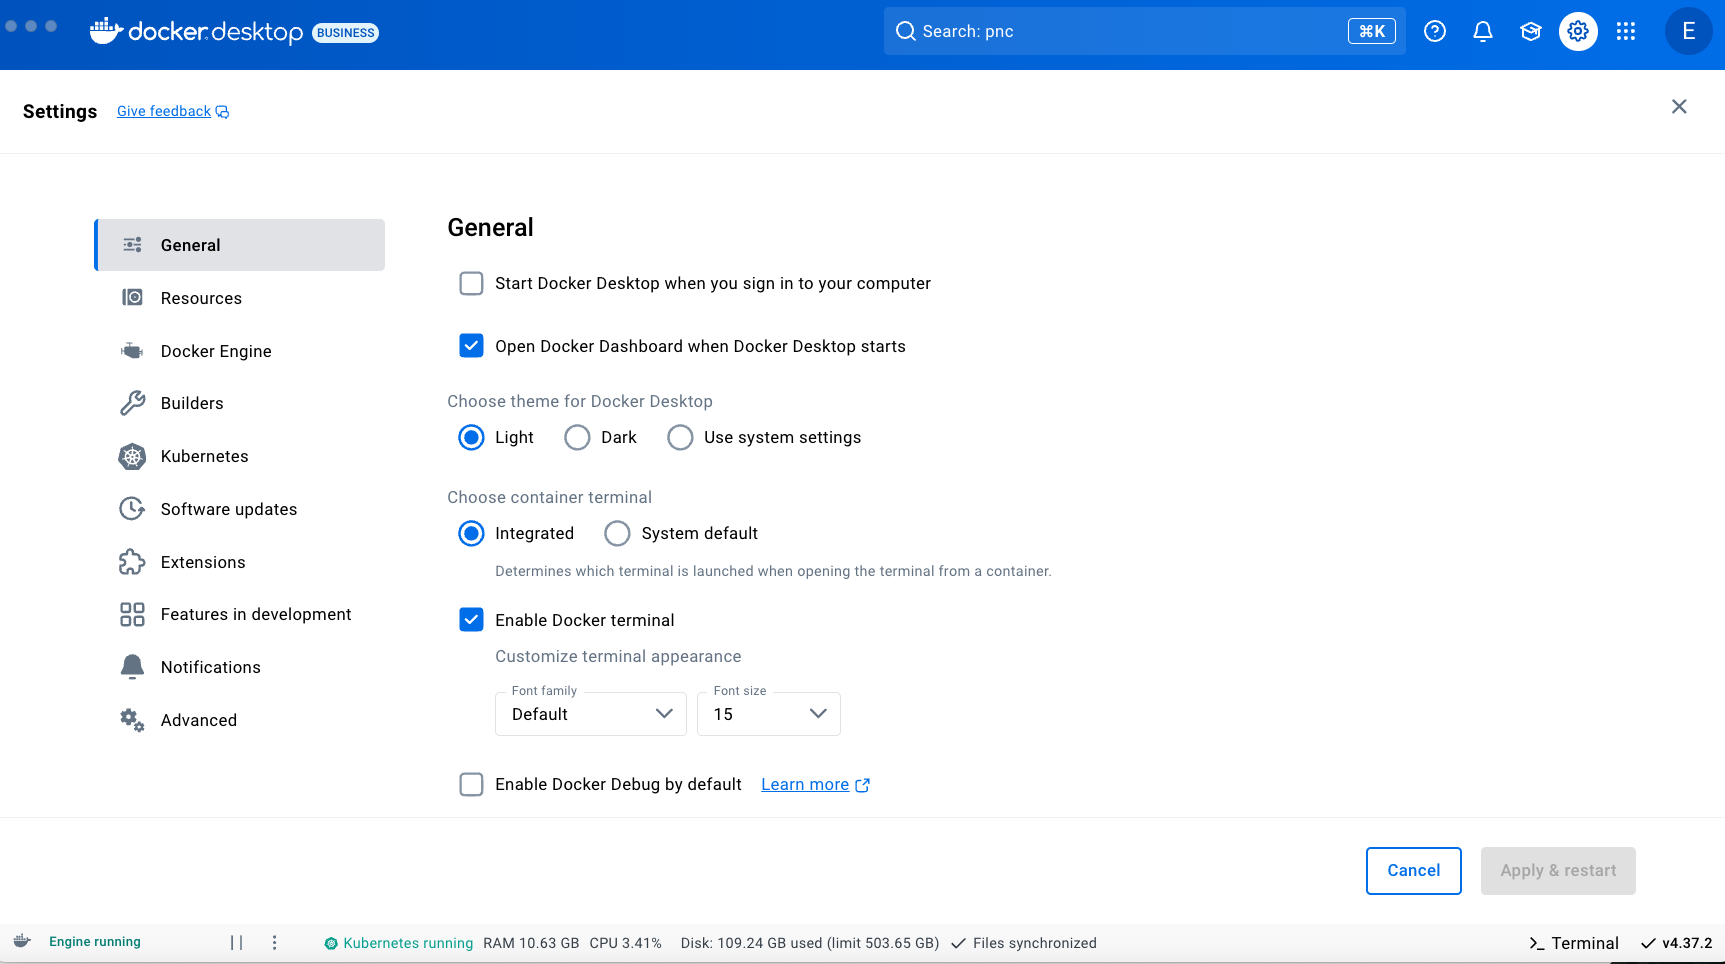 docker desktop BUSINESS
Search: pnc
⌘K
E
Settings
Give feedback
General
Resources
Docker Engine
Builders
Kubernetes
Software updates
Extensions
Features in development
Notifications
Advanced
General
Start Docker Desktop when you sign in to your computer
Open Docker Dashboard when Docker Desktop starts
Choose theme for Docker Desktop
Light Dark Use system settings
Choose container terminal
Integrated System default
Determines which terminal is launched when opening the terminal from a container.
Enable Docker terminal
Customize terminal appearance
Font family Font size
Default 15
Enable Docker Debug by default Learn more
Cancel Apply & restart
Engine running Kubernetes running RAM 10.63 GB CPU 3.41% Disk: 109.24 GB used (limit 503.65 GB) Files synchronized Terminal v4.37.2